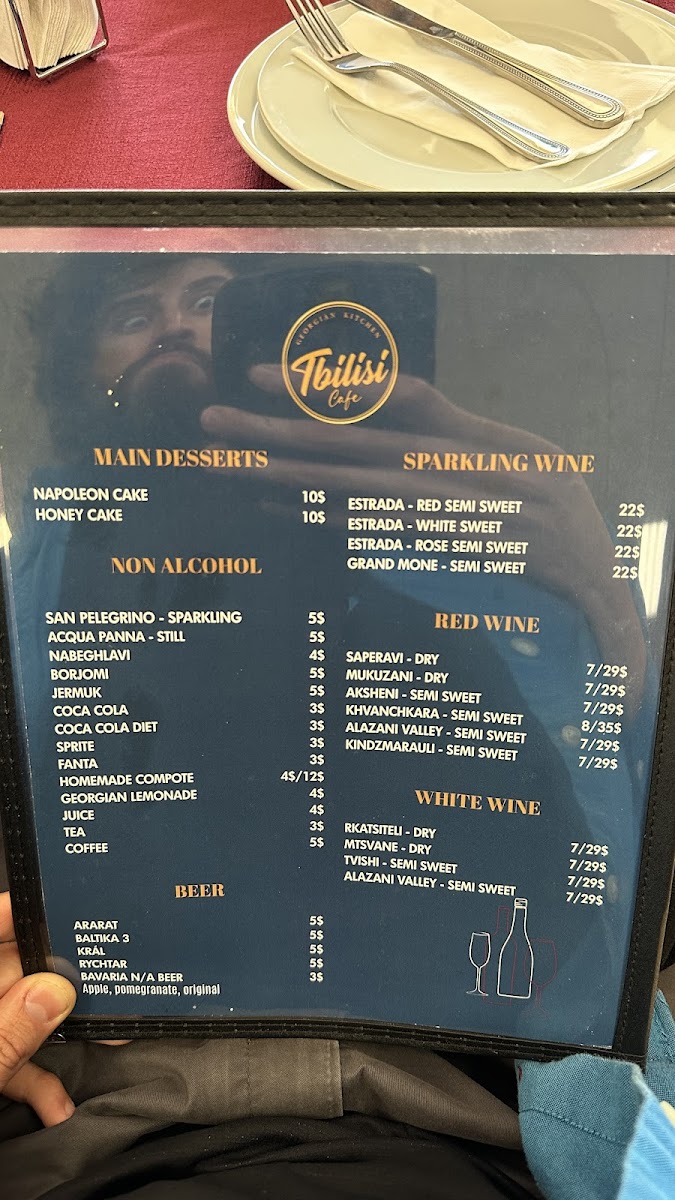 GEORGIAN KITCHEN
Tbilisi
Cafe
MAIN DESSERTS
NAPOLEON CAKE 10$
HONEY CAKE 10$
NON ALCOHOL
SAN PELEGRINO - SPARKLING 5$
ACQUA PANNA - STILL 5$
NABEGHLAVI 4$
BORJOMI 5$
JERMUK 5$
COCA COLA 3$
COCA COLA DIET 3$
SPRITE 3$
FANTA 3$
HOMEMADE COMPOTE 4$/12$
GEORGIAN LEMONADE 4$
JUICE 4$
TEA 3$
COFFEE 5$
BEER
ARARAT 5$
BALTIKA 3 5$
KRÁL 5$
RYCHTAR 5$
BAVARIA N/A BEER 3$
Apple, pomegranate, original
SPARKLING WINE
ESTRADA - RED SEMI SWEET 22$
ESTRADA - WHITE SWEET 22$
ESTRADA - ROSE SEMI SWEET 22$
GRAND MONE - SEMI SWEET 22$
RED WINE
SAPERAVI - DRY 7/29$
MUKUZANI - DRY 7/29$
AKSHENI - SEMI SWEET 7/29$
KHVANCHKARA - SEMI SWEET 8/35$
ALAZANI VALLEY - SEMI SWEET 7/29$
KINDZMARAULI - SEMI SWEET 7/29$
WHITE WINE
RKATSITELI - DRY 7/29$
MTSVANE - DRY 7/29$
TVISHI - SEMI SWEET 7/29$
ALAZANI VALLEY - SEMI SWEET 7/29$